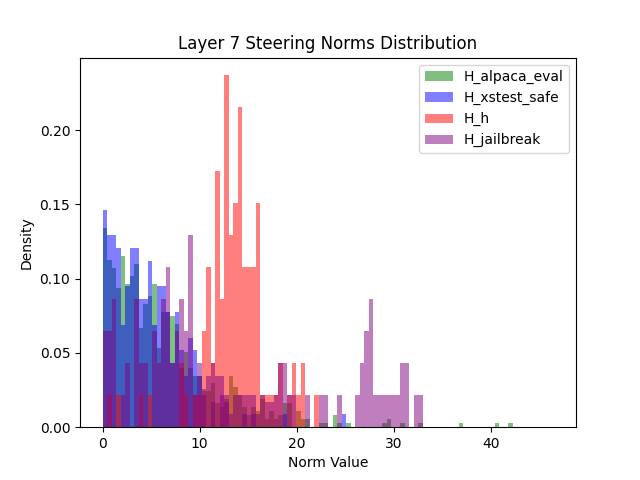 Layer 7 Steering Norms Distribution
H_alpaca_eval
H_xstest_safe
H_h
H_jailbreak
Density
0.20
0.15
0.10
0.05
0.00
0
10
20
30
40
Norm Value